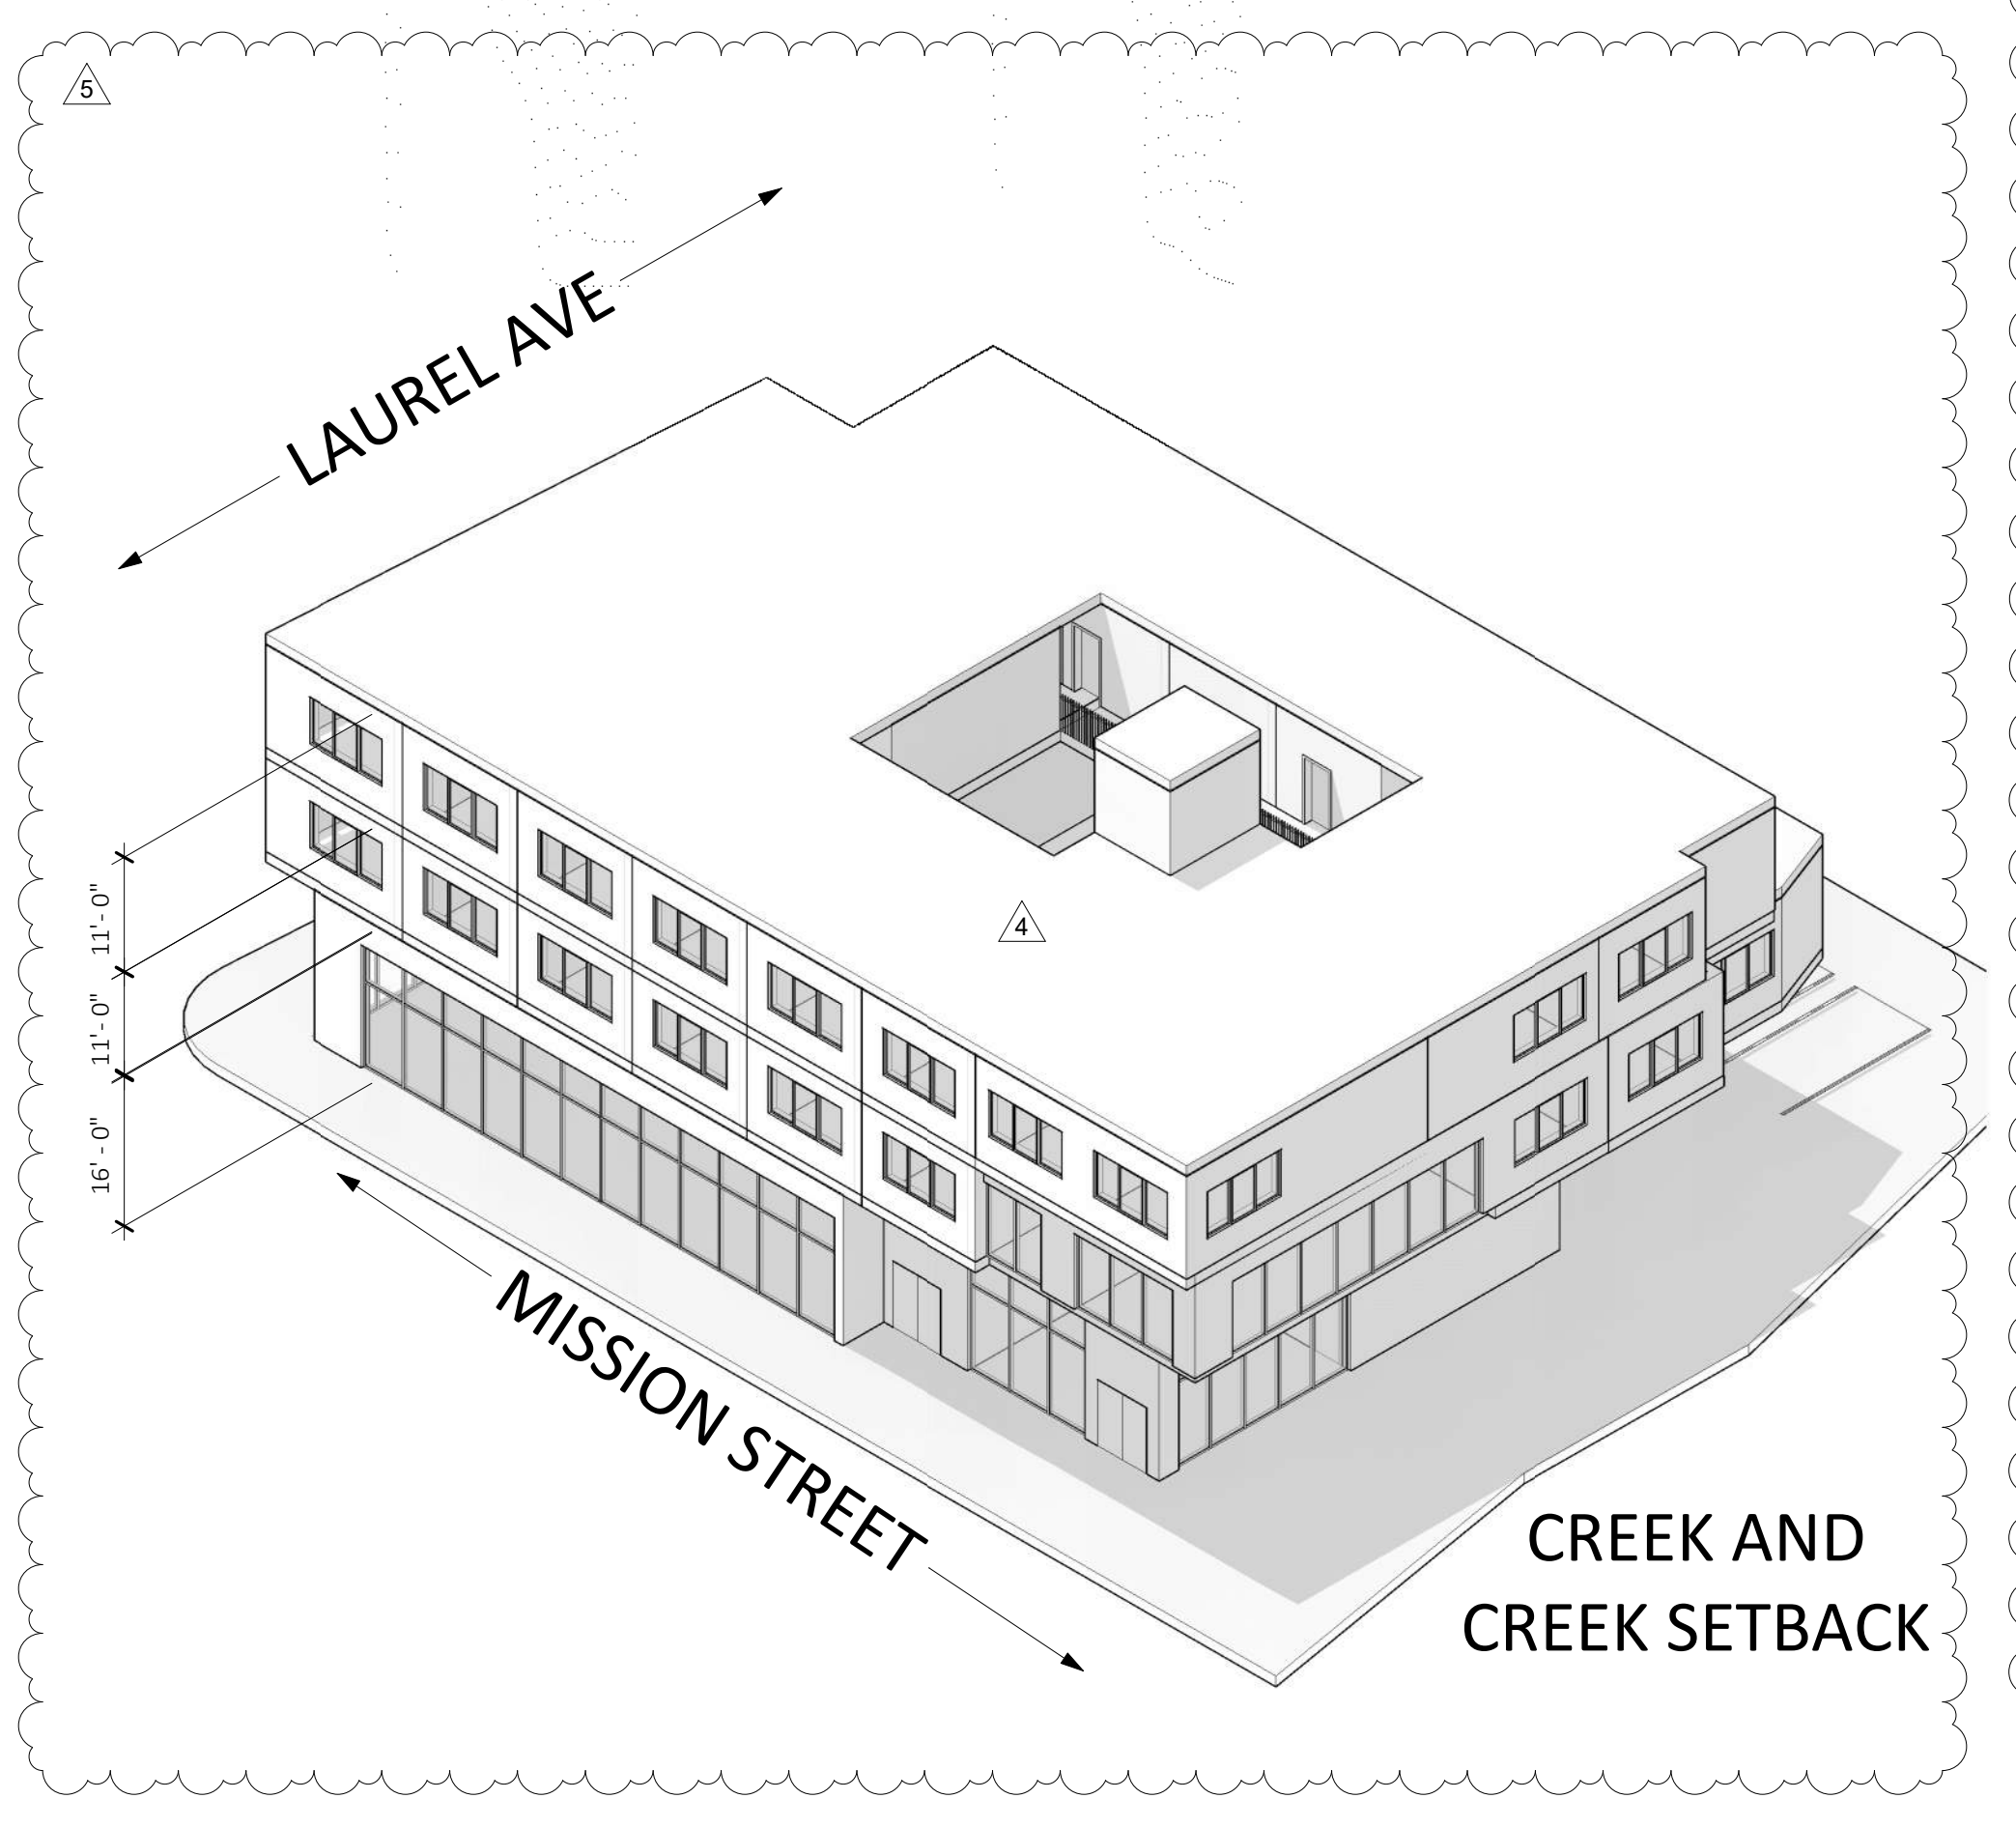 5
LAUREL AVE
4
11' - 0"
11' - 0"
16' - 0"
MISSION STREET
CREEK AND
CREEK SETBACK